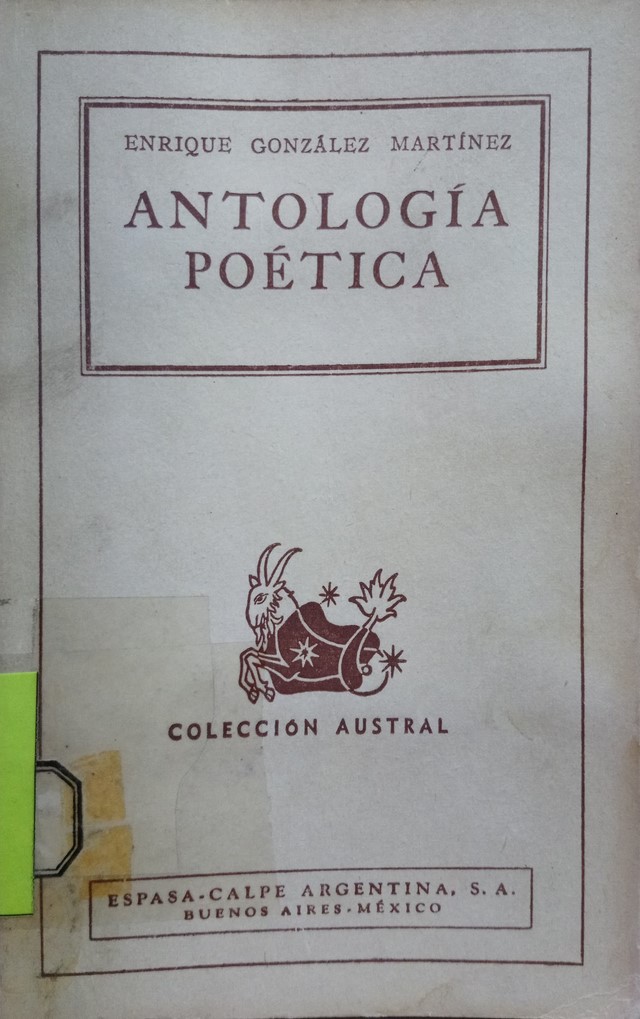 ENRIQUE GONZÁLEZ MARTÍNEZ
ANTOLOGÍA
POÉTICA
COLECCIÓN AUSTRAL
ESPASA-CALPE ARGENTINA, S. A.
BUENOS AIRES-MÉXICO